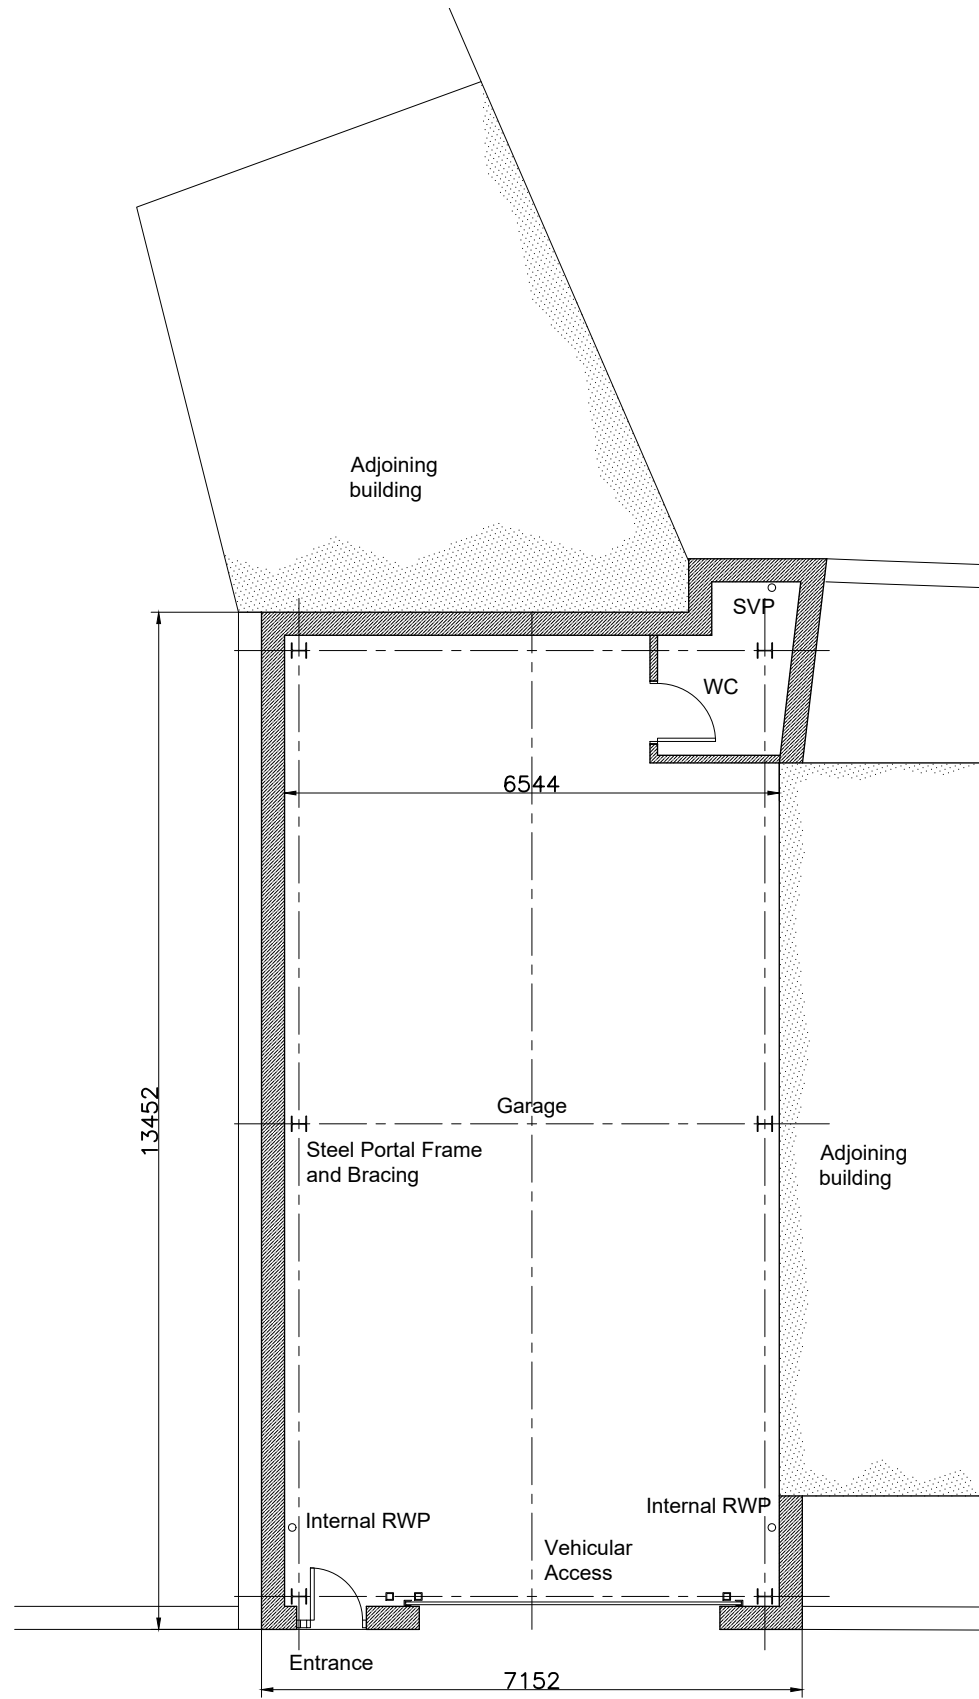 Adjoining
building
SVP
WC
6544
13452
Garage
Steel Portal Frame
and Bracing
Adjoining
building
Internal RWP
Internal RWP
Vehicular
Access
Entrance
7152